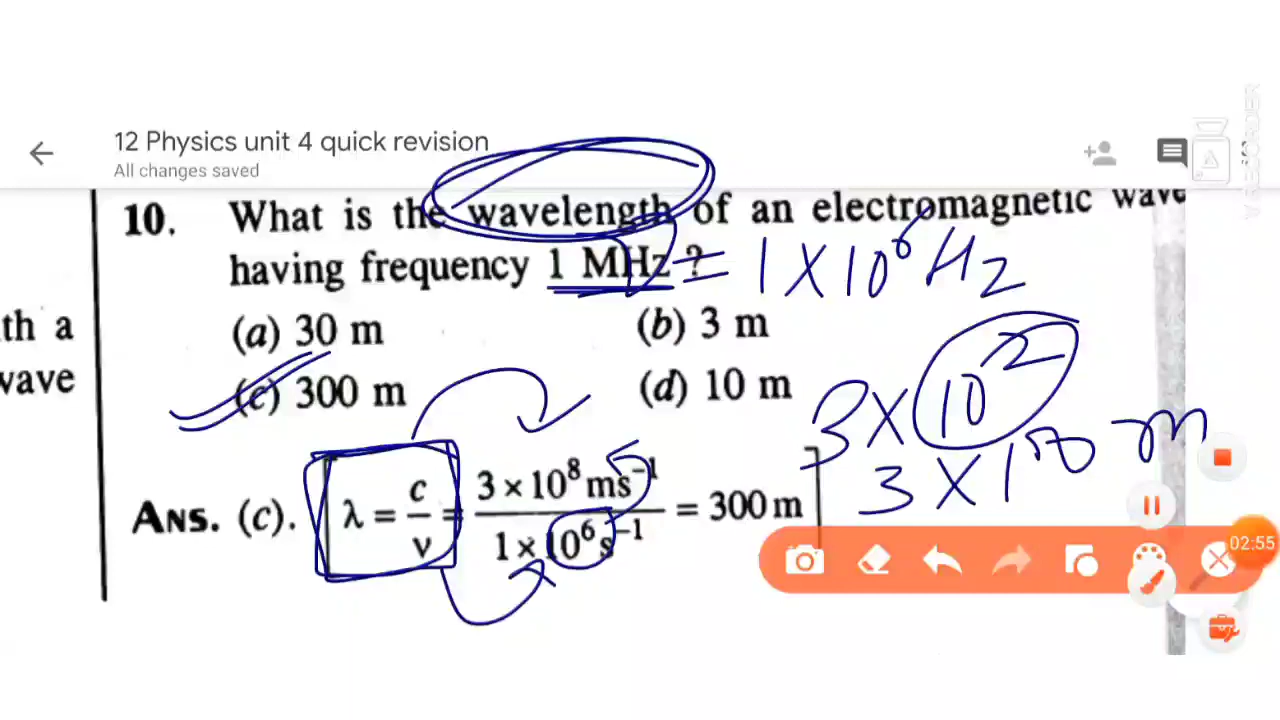 12 Physics unit 4 quick revision
All changes saved
10. What is the wavelength of an electromagnetic wave
having frequency 1 MHz ? = 1 × 10⁶ Hz
th a
(a) 30 m (b) 3 m
wave
(c) 300 m (d) 10 m
3 × 10²
3 × 100 m
ANS. (c). [λ = c/ν = 3 × 10⁸ ms⁻¹ / 1 × 10⁶ s⁻¹ = 300 m]
02:55
RECORDER